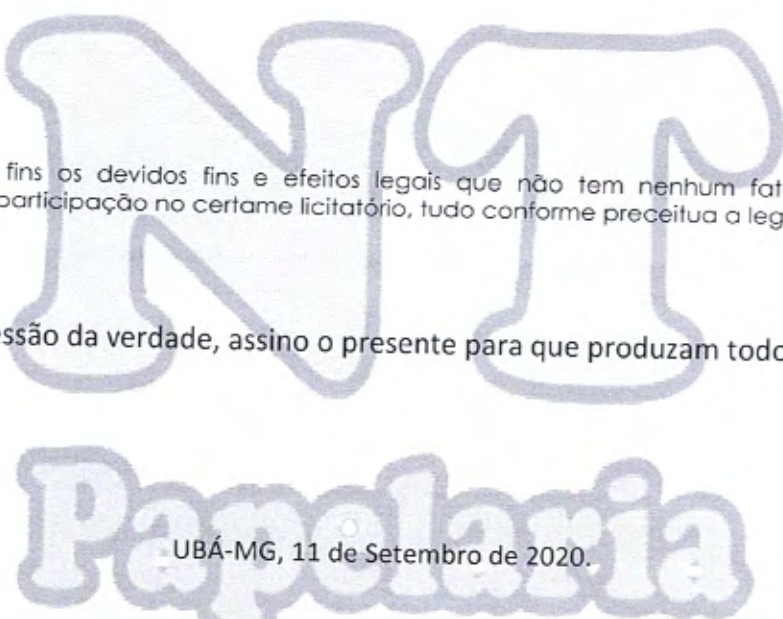 NT
fins os devidos fins e efeitos legais que não tem nenhum fat
participação no certame licitatório, tudo conforme preceitua a leg
essão da verdade, assino o presente para que produzam todo
Papelaria
UBÁ-MG, 11 de Setembro de 2020.